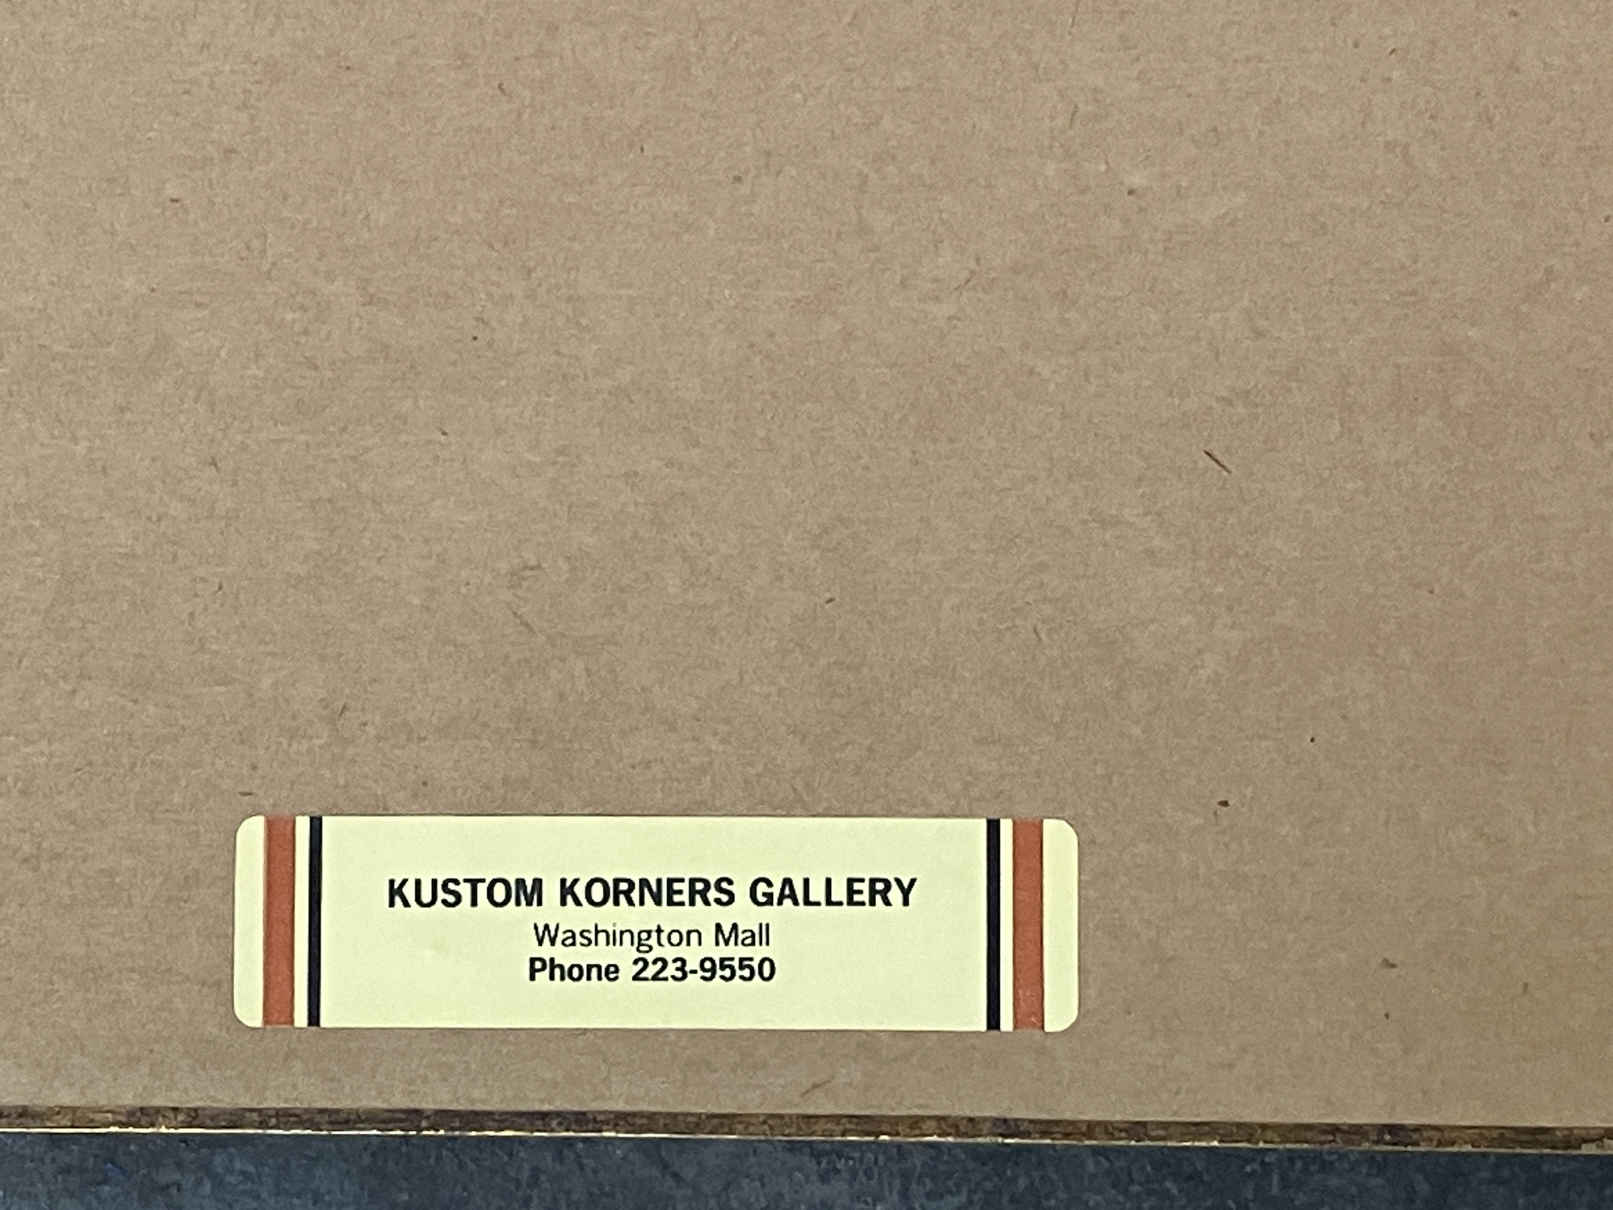 KUSTOM KORNERS GALLERY
Washington Mall
Phone 223-9550